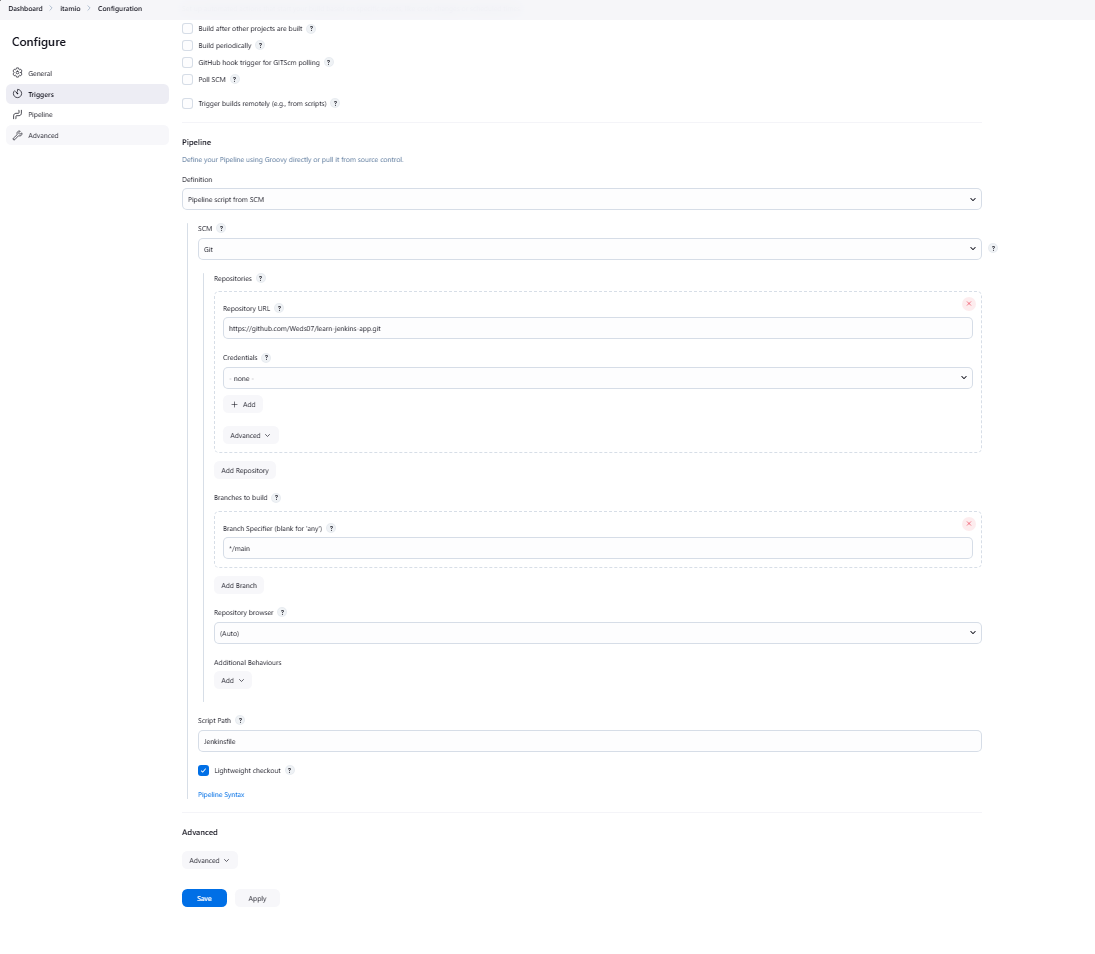 Dashboard > itamio > Configuration
Configure
General
Triggers
Pipeline
Advanced
Build after other projects are built ?
Build periodically ?
GitHub hook trigger for GITScm polling ?
Poll SCM ?
Trigger builds remotely (e.g., from scripts) ?
Pipeline
Define your Pipeline using Groovy directly or pull it from source control.
Definition
Pipeline script from SCM
SCM ?
Git
?
Repositories ?
Repository URL ?
https://github.com/Weds07/learn-jenkins-app.git
Credentials ?
- none -
+ Add
Advanced
Add Repository
Branches to build ?
Branch Specifier (blank for 'any') ?
*/main
Add Branch
Repository browser ?
(Auto)
Additional Behaviours
Add
Script Path ?
Jenkinsfile
Lightweight checkout ?
Pipeline Syntax
Advanced
Advanced
Save
Apply